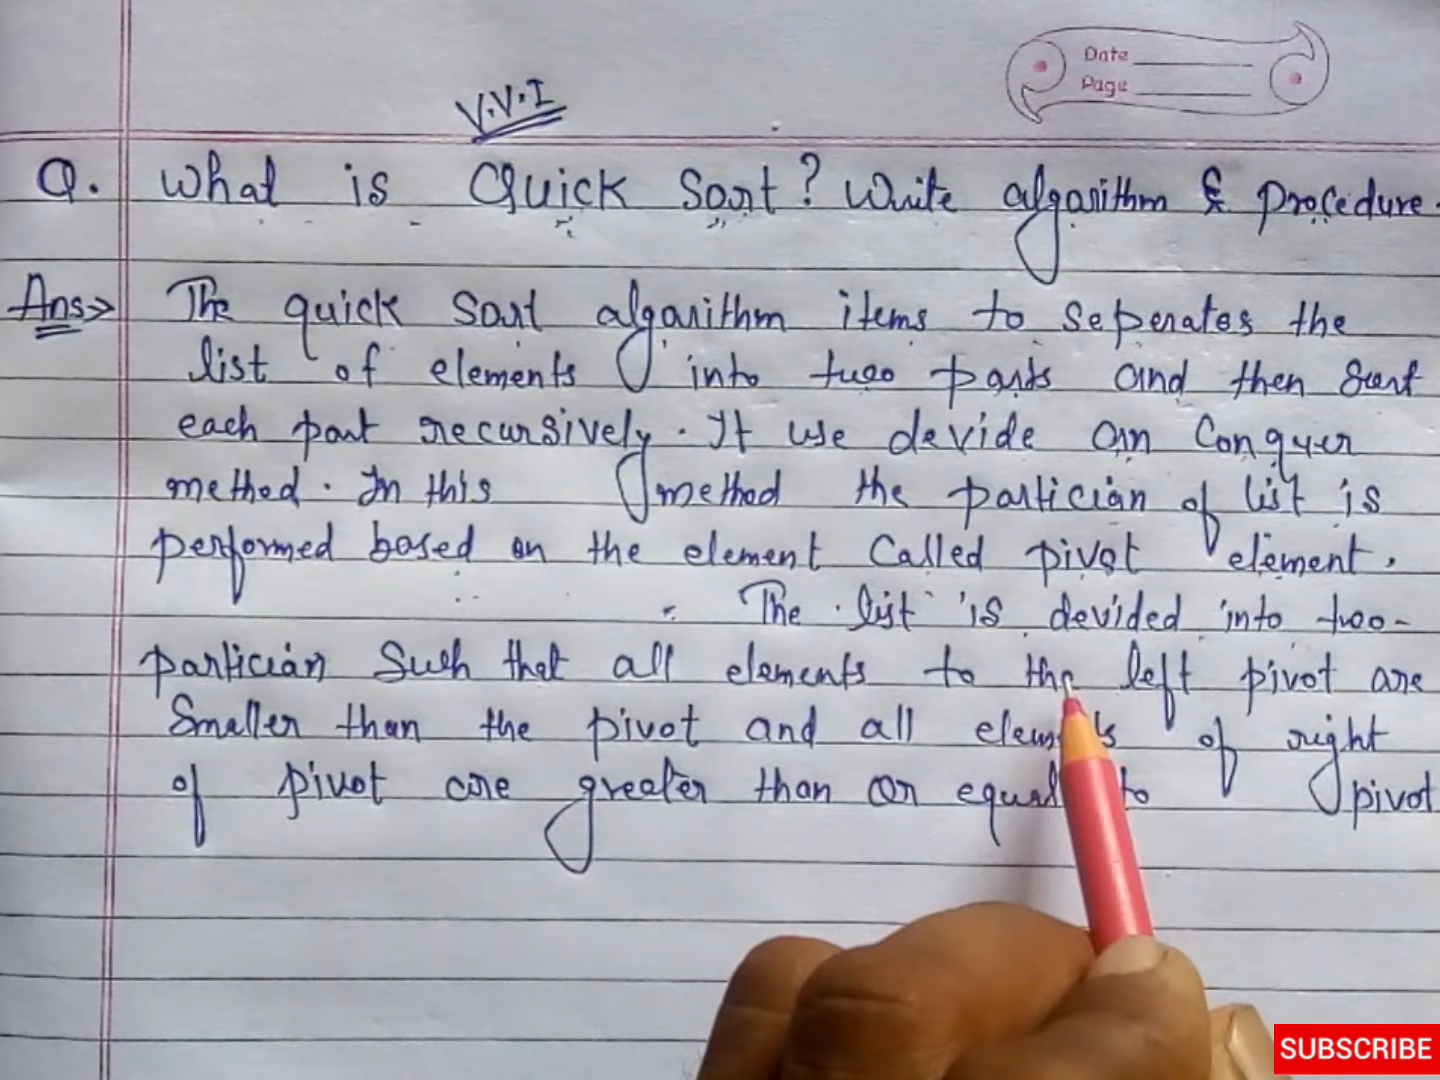 Date
Page
V.V.I
Q. What is Quick Sort? Write algorithm & procedure.
Ans> The quick Sort algorithm items to seperates the
list of elements into two parts and then Sort
each part recursively. It use devide an Conquer
method. In this method the partician of list is
performed based on the element Called pivot element.
The list is devided into two-
partician Such that all elements to the left pivot are
Smaller than the pivot and all elements of right
of pivot are greater than or equal to pivot
SUBSCRIBE